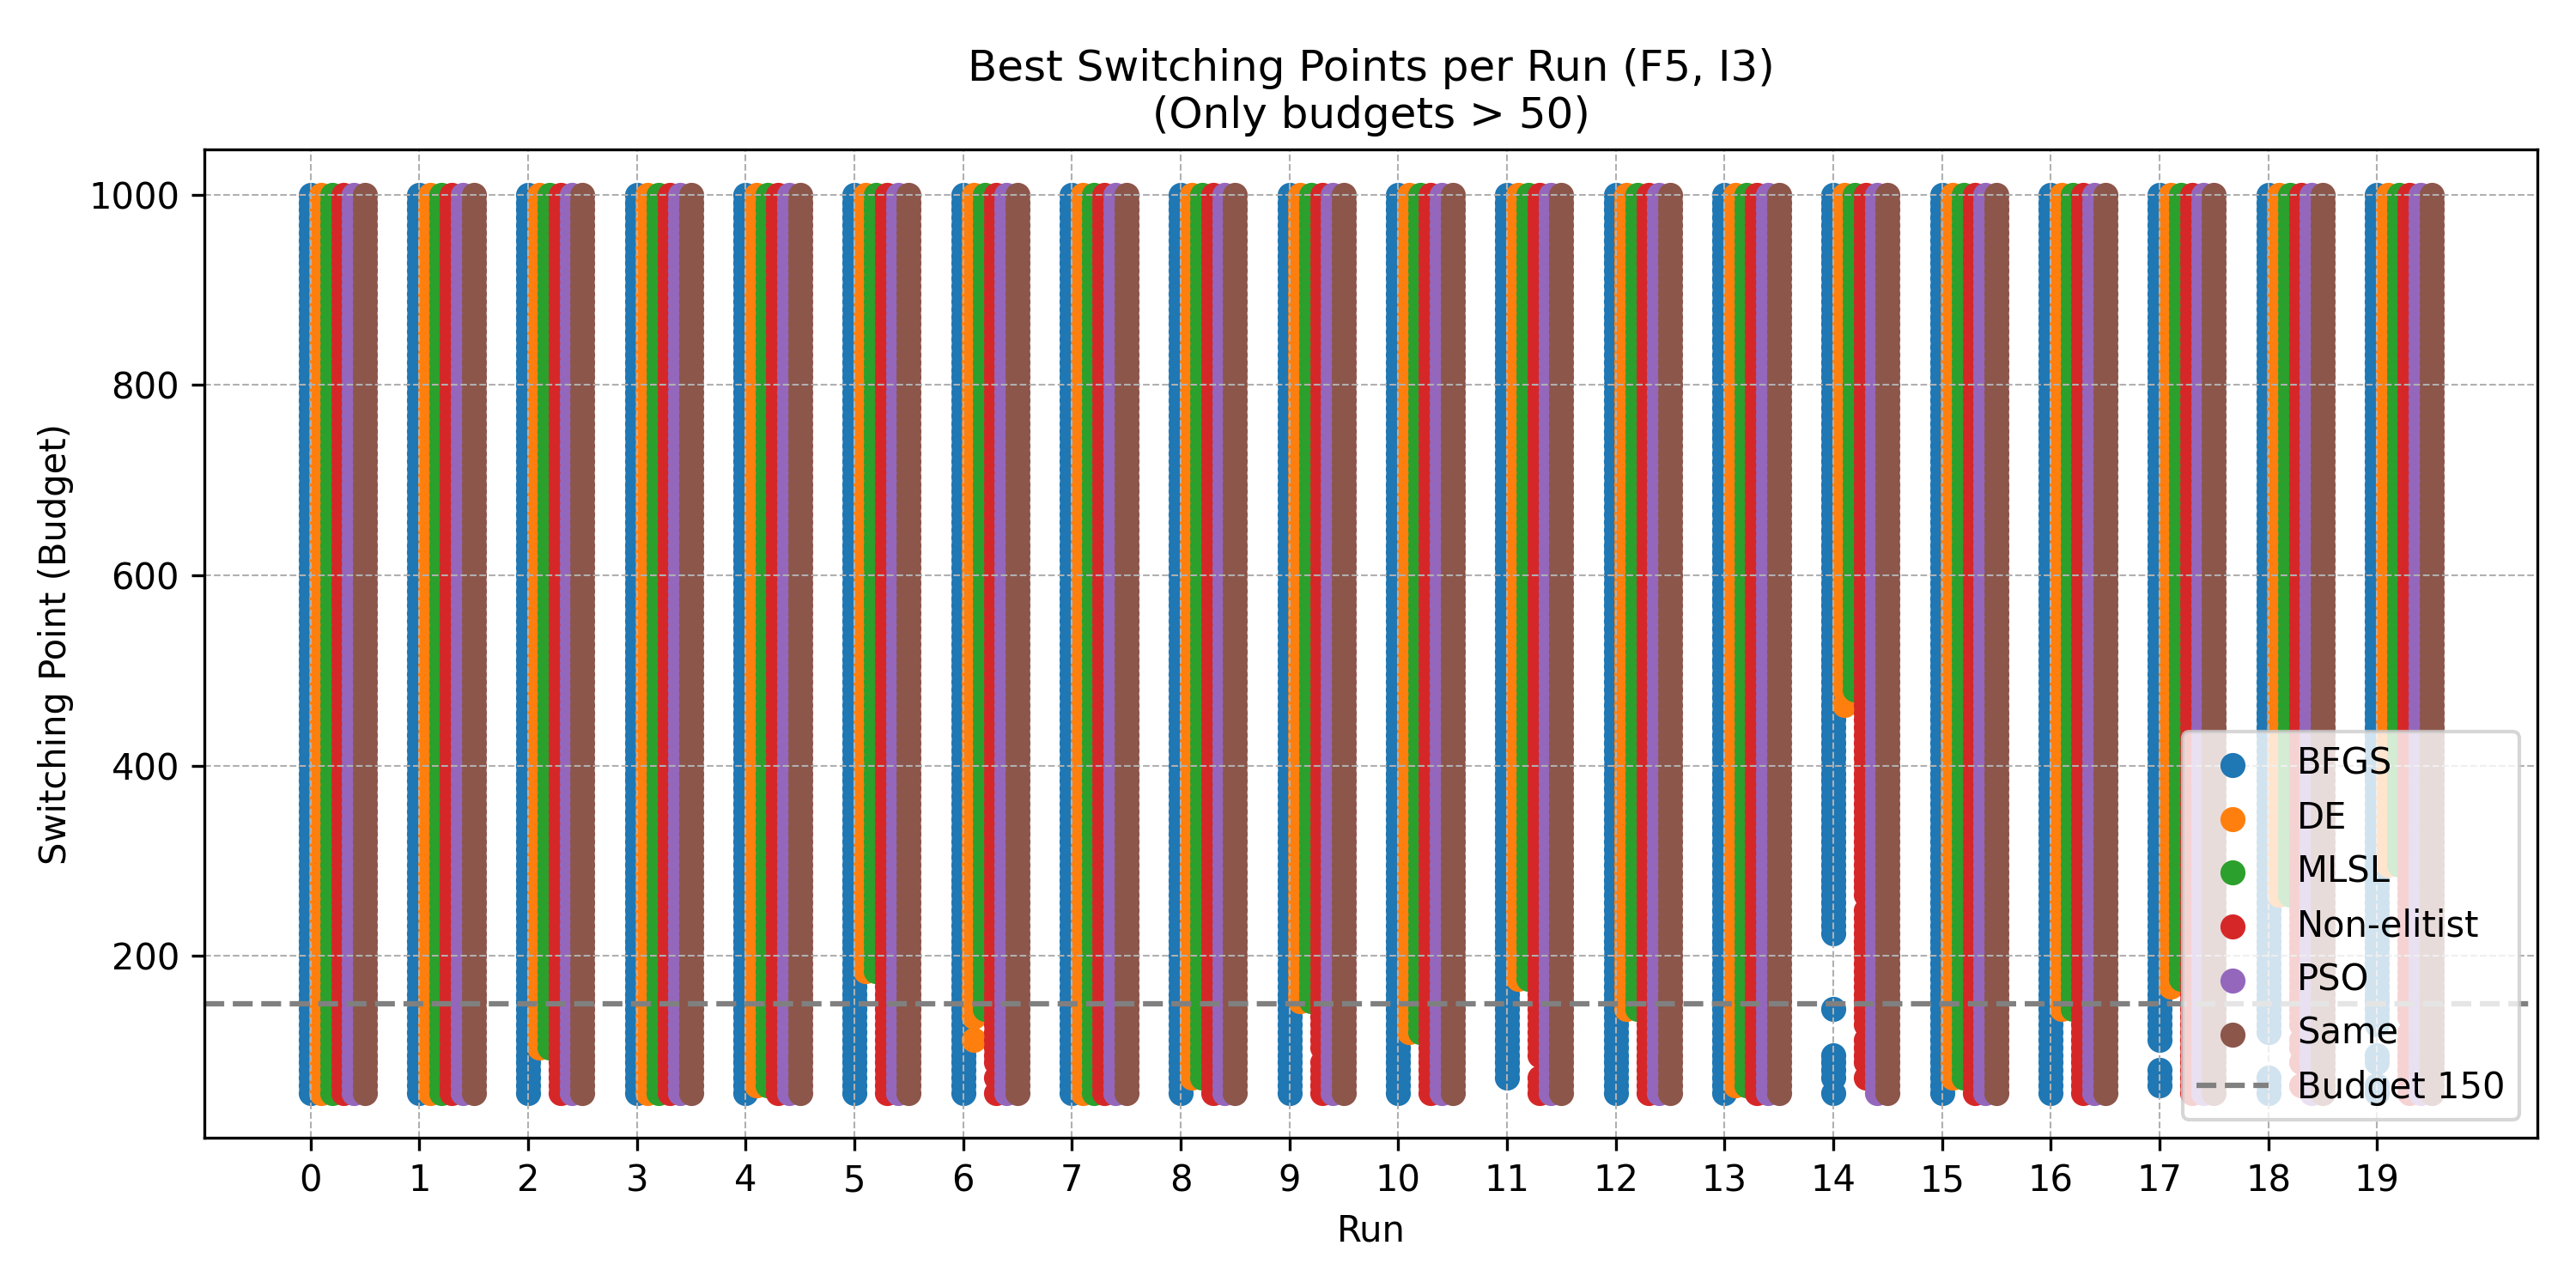 Best Switching Points per Run (F5, I3)
(Only budgets > 50)
Switching Point (Budget)
1000
800
600
400
200
BFGS
DE
MLSL
Non-elitist
PSO
Same
Budget 150
0 1 2 3 4 5 6 7 8 9 10 11 12 13 14 15 16 17 18 19
Run